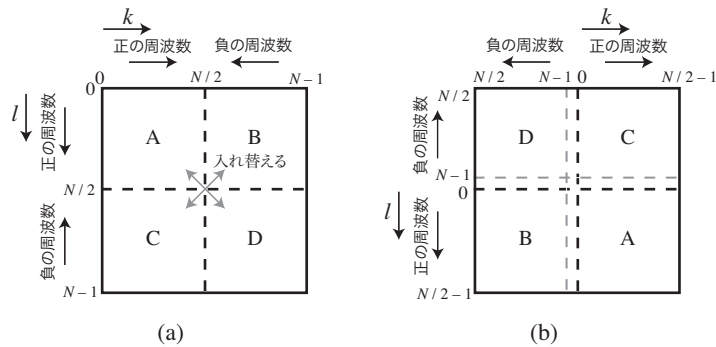 k
正の周波数 負の周波数
0 N/2 N−1
0
l
正の周波数
A B
入れ替える
N/2
負の周波数
C D
N−1
(a)
k
負の周波数 正の周波数
N/2 N−1 0 N/2−1
N/2
負の周波数
D C
N−1
0
l
正の周波数
B A
N/2−1
(b)